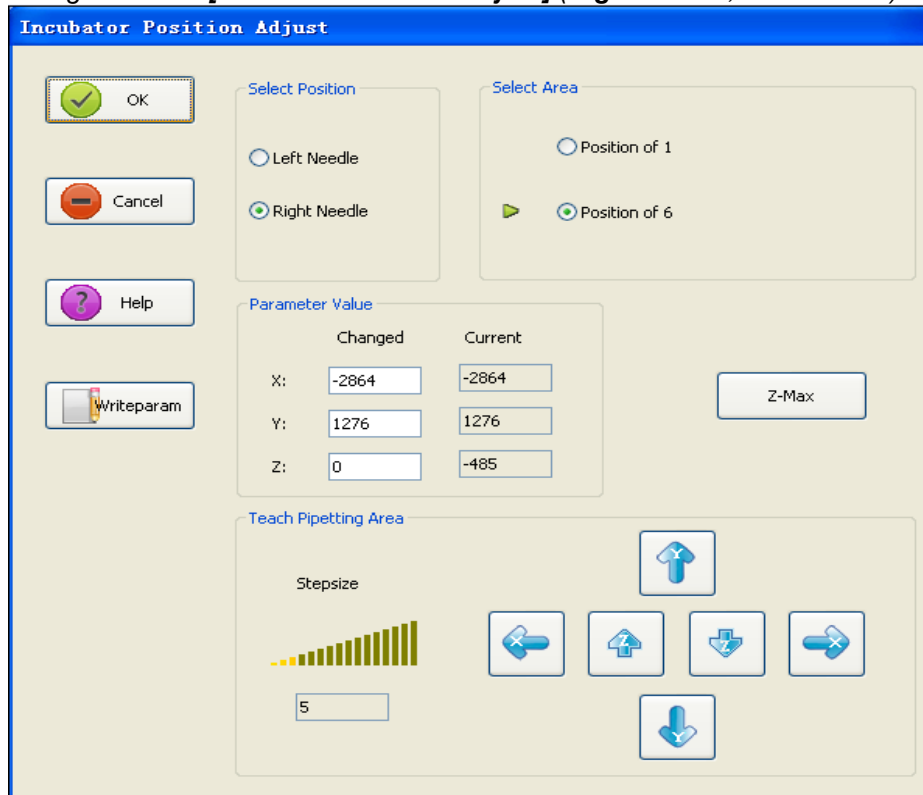 Incubator Position Adjust
OK
Cancel
Help
Writeparam
Select Position
Left Needle
Right Needle
Select Area
Position of 1
Position of 6
Parameter Value
Changed Current
X: -2864 -2864
Y: 1276 1276
Z: 0 -485
Z-Max
Teach Pipetting Area
Stepsize
5
Y
X Z Z X
Y